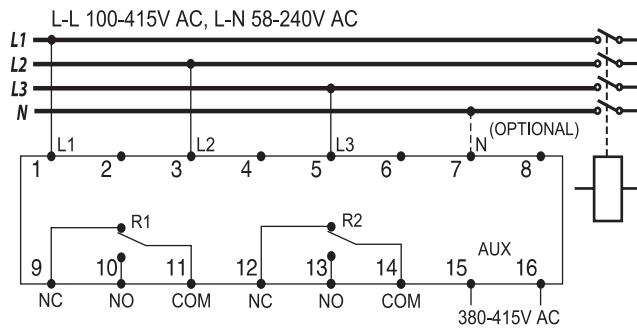 L-L 100-415V AC, L-N 58-240V AC
L1
L2
L3
N
(OPTIONAL)
L1 L2 L3 N
1 2 3 4 5 6 7 8
R1 R2
AUX
9 10 11 12 13 14 15 16
NC NO COM NC NO COM
380-415V AC